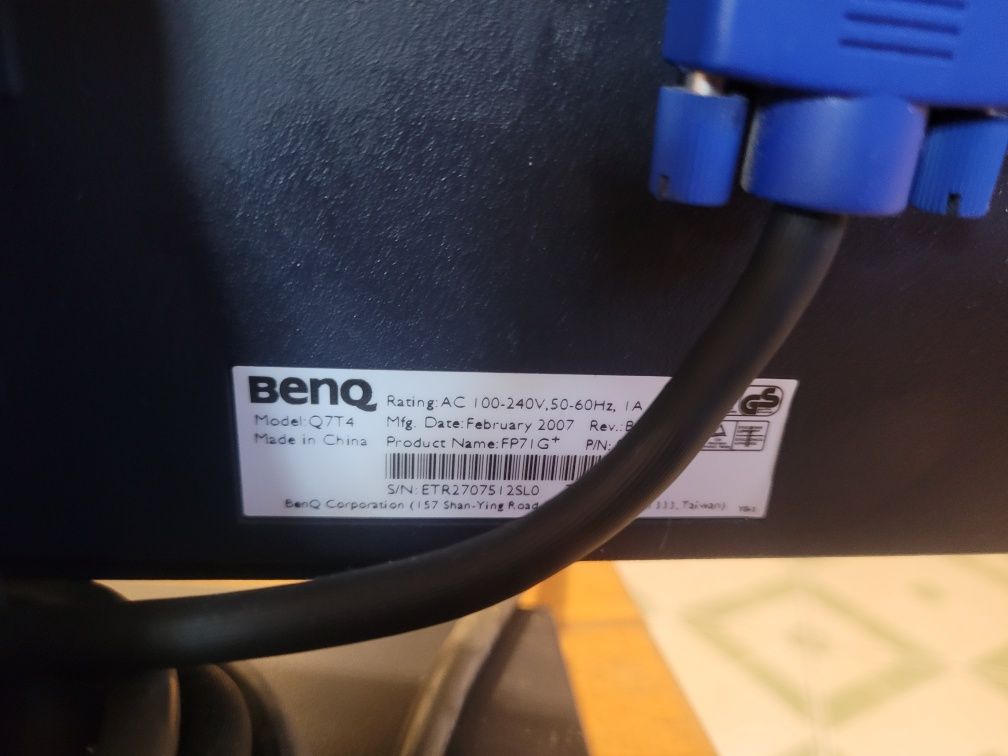 BenQ
Rating:AC 100-240V,50-60Hz, 1A
Model:Q7T4 Mfg. Date:February 2007 Rev.:
Made in China Product Name:FP71G+ P/N:
S/N: ETR2707512SL0
BenQ Corporation (157 Shan-Ying Road 333, Taiwan)
GS